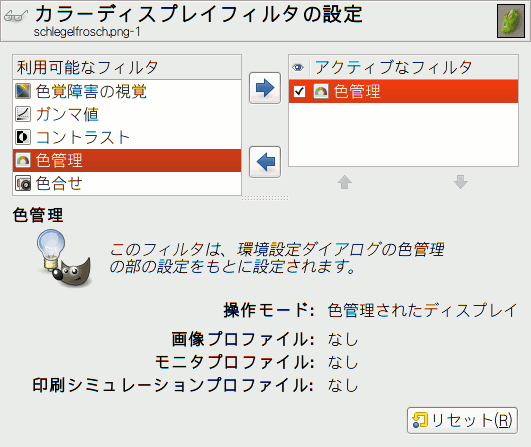 カラーディスプレイフィルタの設定
schlegelfrosch.png-1
利用可能なフィルタ
色覚障害の視覚
ガンマ値
コントラスト
色管理
色合せ
アクティブなフィルタ
色管理
色管理
このフィルタは、環境設定ダイアログの色管理
の部の設定をもとに設定されます。
操作モード: 色管理されたディスプレイ
画像プロファイル: なし
モニタプロファイル: なし
印刷シミュレーションプロファイル: なし
リセット(R)